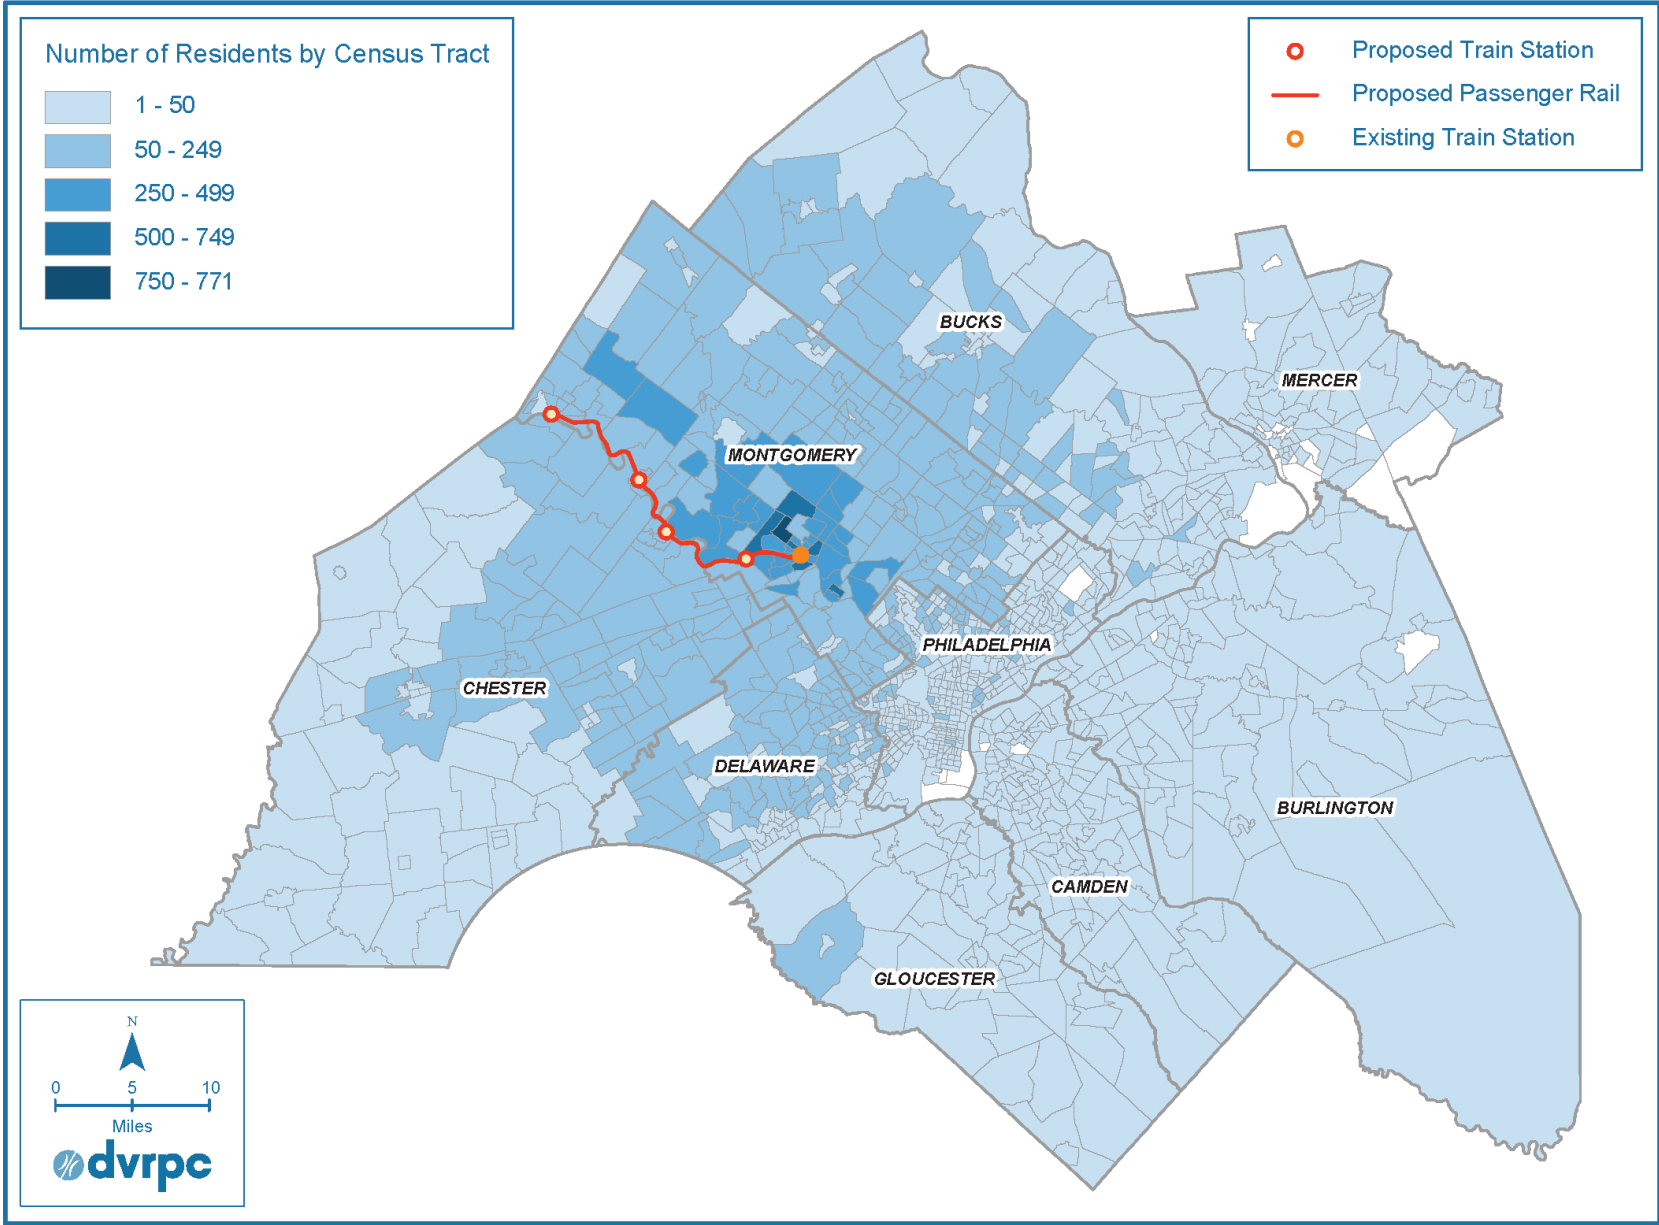 Number of Residents by Census Tract
1 - 50
50 - 249
250 - 499
500 - 749
750 - 771
Proposed Train Station
Proposed Passenger Rail
Existing Train Station
BUCKS
MERCER
MONTGOMERY
PHILADELPHIA
CHESTER
DELAWARE
BURLINGTON
CAMDEN
GLOUCESTER
N
0 5 10
Miles
dvrpc